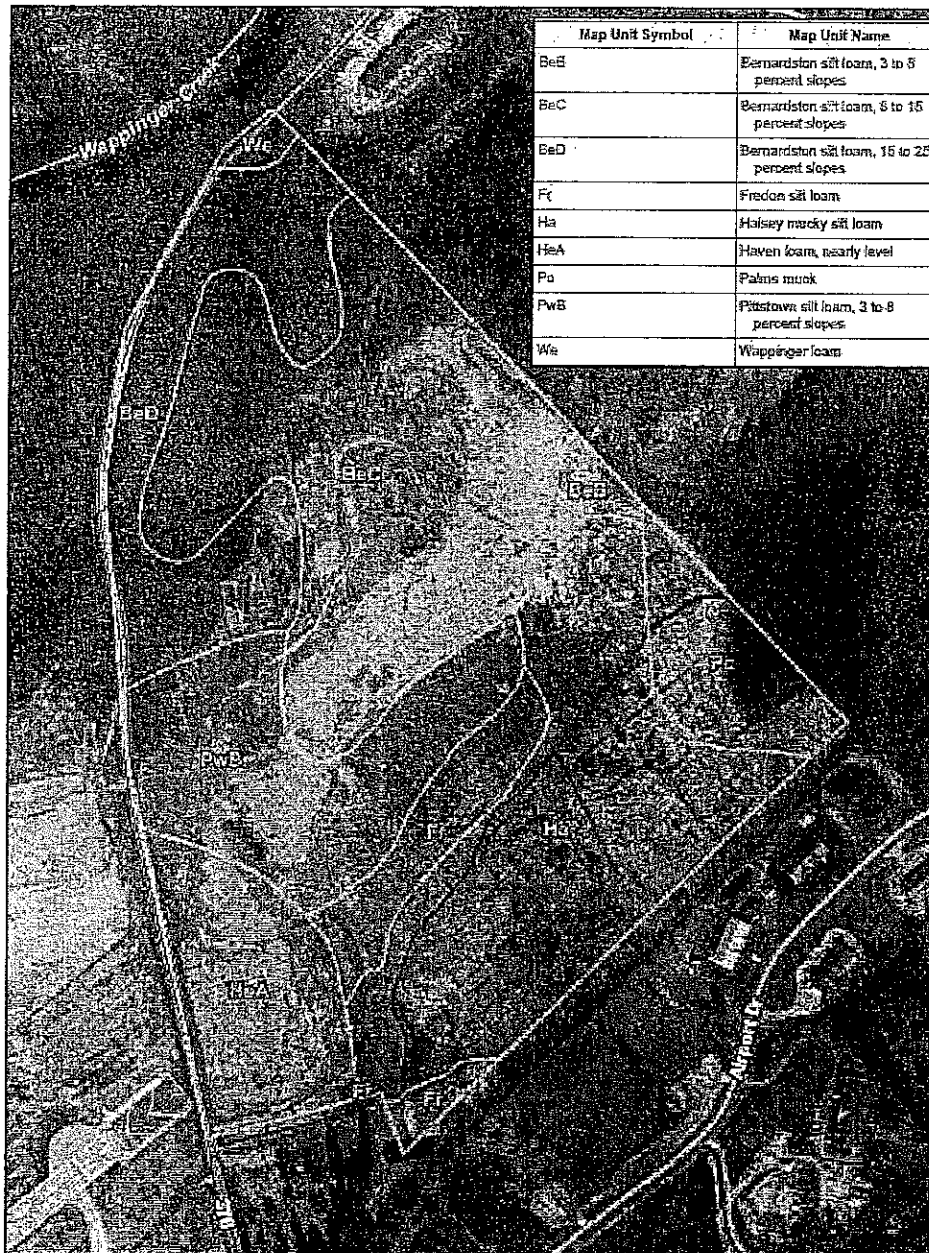 Map Unit Symbol
Map Unit Name
BeB
Bernardston silt loam, 3 to 8
percent slopes
BeC
Bernardston silt loam, 8 to 15
percent slopes
BeD
Bernardston silt loam, 15 to 25
percent slopes
Fr
Fredon silt loam
Ha
Halsey mucky silt loam
HeA
Haven loam, nearly level
Pa
Palms muck
PwB
Pittstown silt loam, 3 to 8
percent slopes
We
Wappinger loam
Wappinger Cr
We
BeD
BeC
BeB
PwB
Fr
Ha
HeA
Fr
Airport Dr